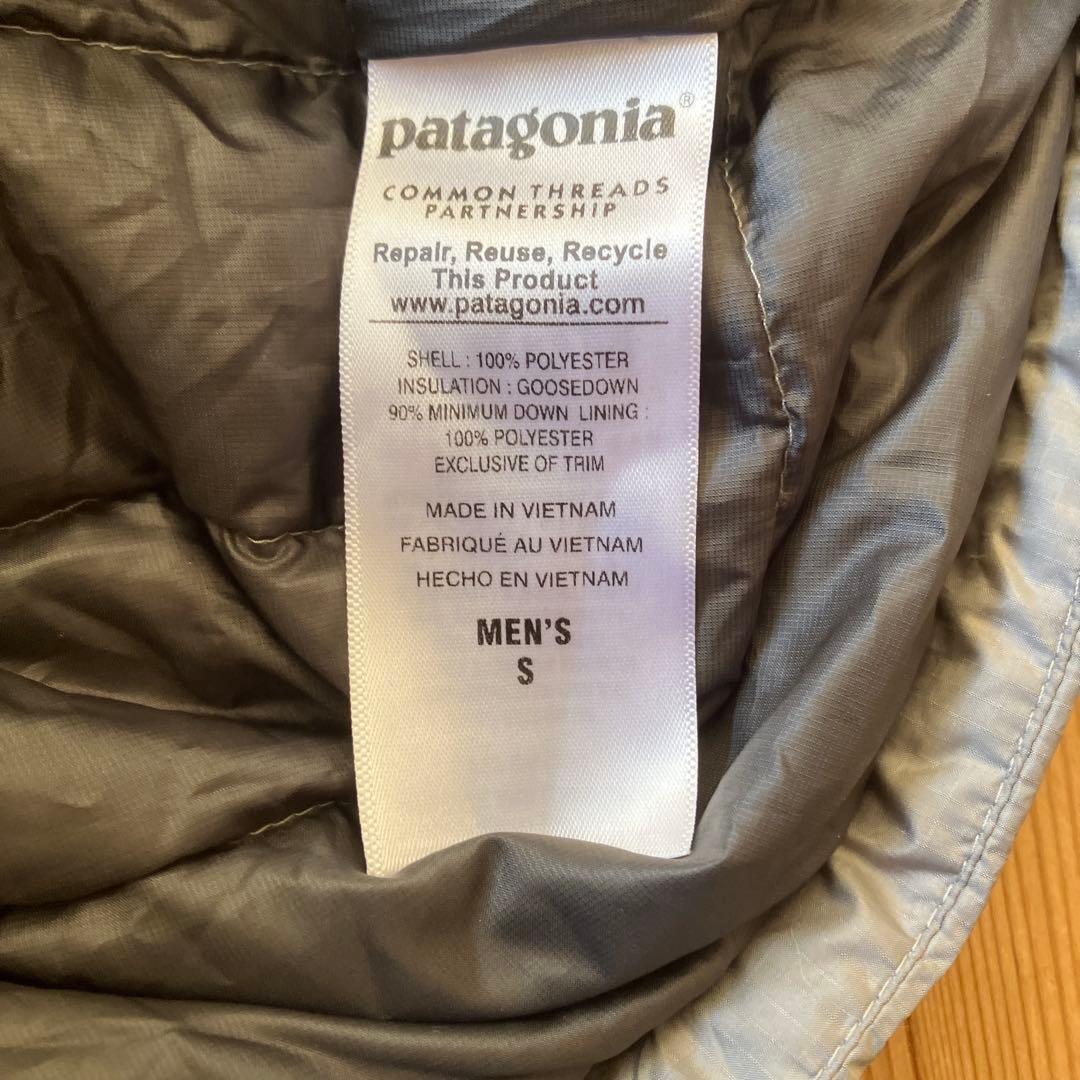 patagonia®
COMMON THREADS
PARTNERSHIP
Repair, Reuse, Recycle
This Product
www.patagonia.com
SHELL : 100% POLYESTER
INSULATION : GOOSEDOWN
90% MINIMUM DOWN LINING :
100% POLYESTER
EXCLUSIVE OF TRIM
MADE IN VIETNAM
FABRIQUÉ AU VIETNAM
HECHO EN VIETNAM
MEN'S
S